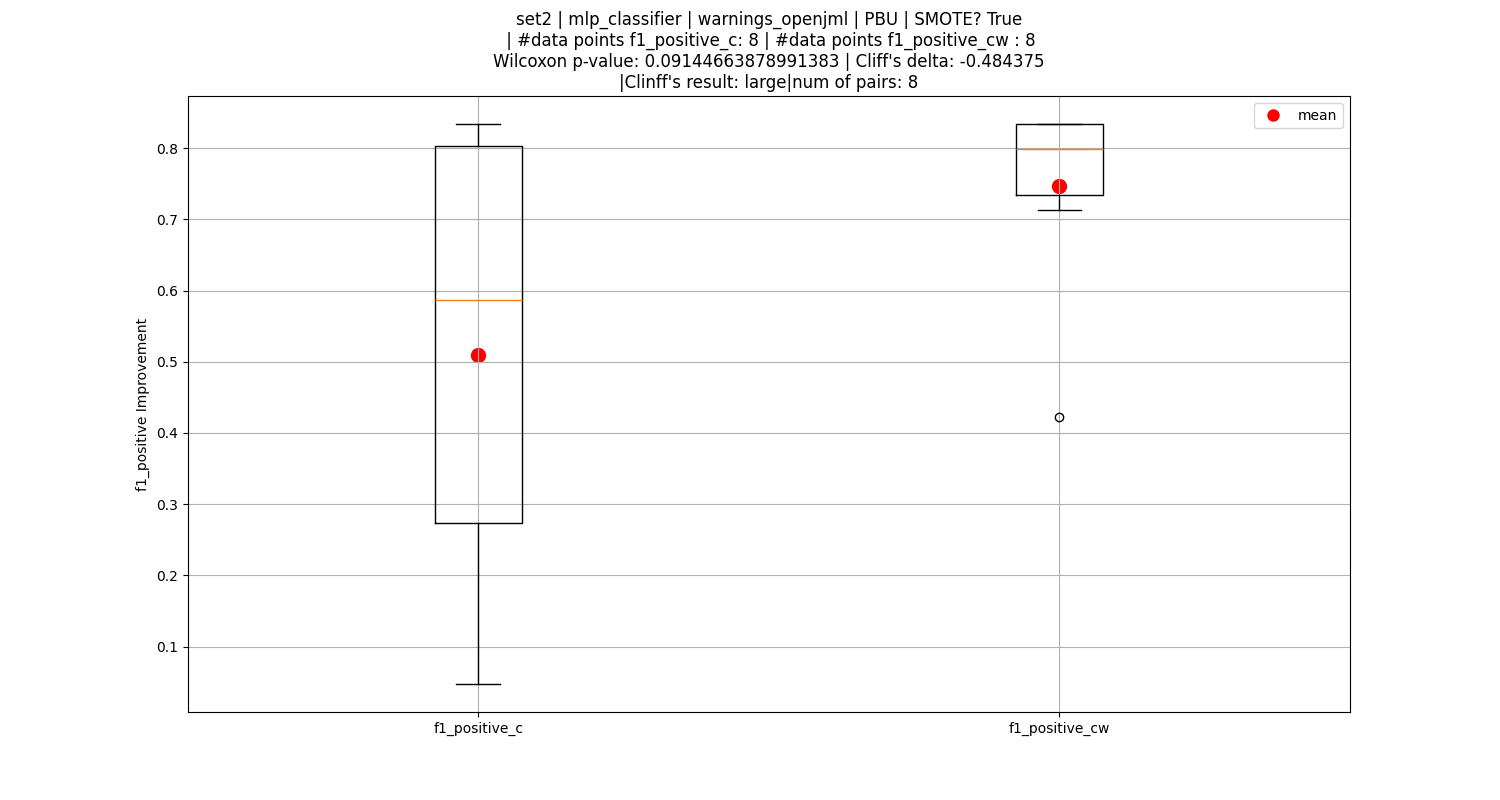 set2 | mlp_classifier | warnings_openjml | PBU | SMOTE? True
| #data points f1_positive_c: 8 | #data points f1_positive_cw : 8
Wilcoxon p-value: 0.09144663878991383 | Cliff's delta: -0.484375
|Clinff's result: large|num of pairs: 8
mean
0.8
0.7
0.6
0.5
0.4
0.3
0.2
0.1
f1_positive Improvement
f1_positive_c
f1_positive_cw